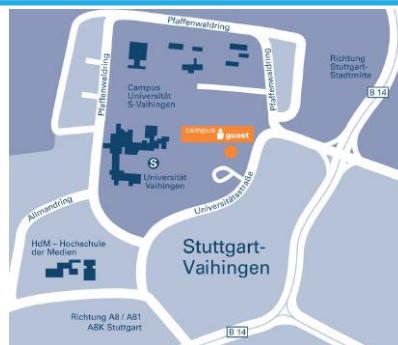 Pfaffenwaldring
Pfaffenwaldring
Pfaffenwaldring
Richtung
Stuttgart-
Stadtmitte
B 14
Campus
Universität
S-Vaihingen
campus guest
S
Universität
Vaihingen
Universitätsstraße
Allmandring
HdM – Hochschule
der Medien
Stuttgart-
Vaihingen
Richtung A8 / A81
ABK Stuttgart
B 14